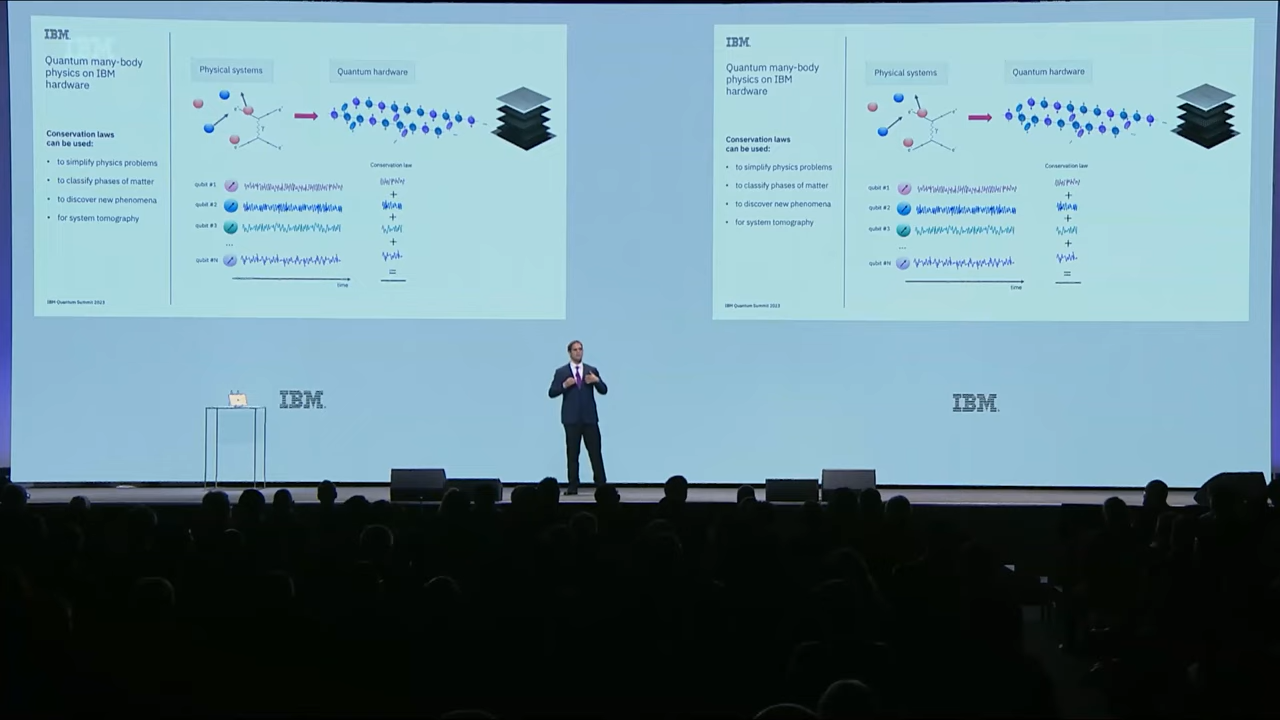 IBM
Quantum many-body
physics on IBM
hardware
Conservation laws
can be used:
• to simplify physics problems
• to classify phases of matter
• to discover new phenomena
• for system tomography
IBM Quantum Summit 2023
Physical systems
Quantum hardware
Conservation law
qubit #1
+
qubit #2
+
qubit #3
...
+
qubit #N
=
time
IBM
Quantum many-body
physics on IBM
hardware
Conservation laws
can be used:
• to simplify physics problems
• to classify phases of matter
• to discover new phenomena
• for system tomography
IBM Quantum Summit 2023
Physical systems
Quantum hardware
Conservation law
qubit #1
+
qubit #2
+
qubit #3
...
+
qubit #N
=
time
IBM
IBM